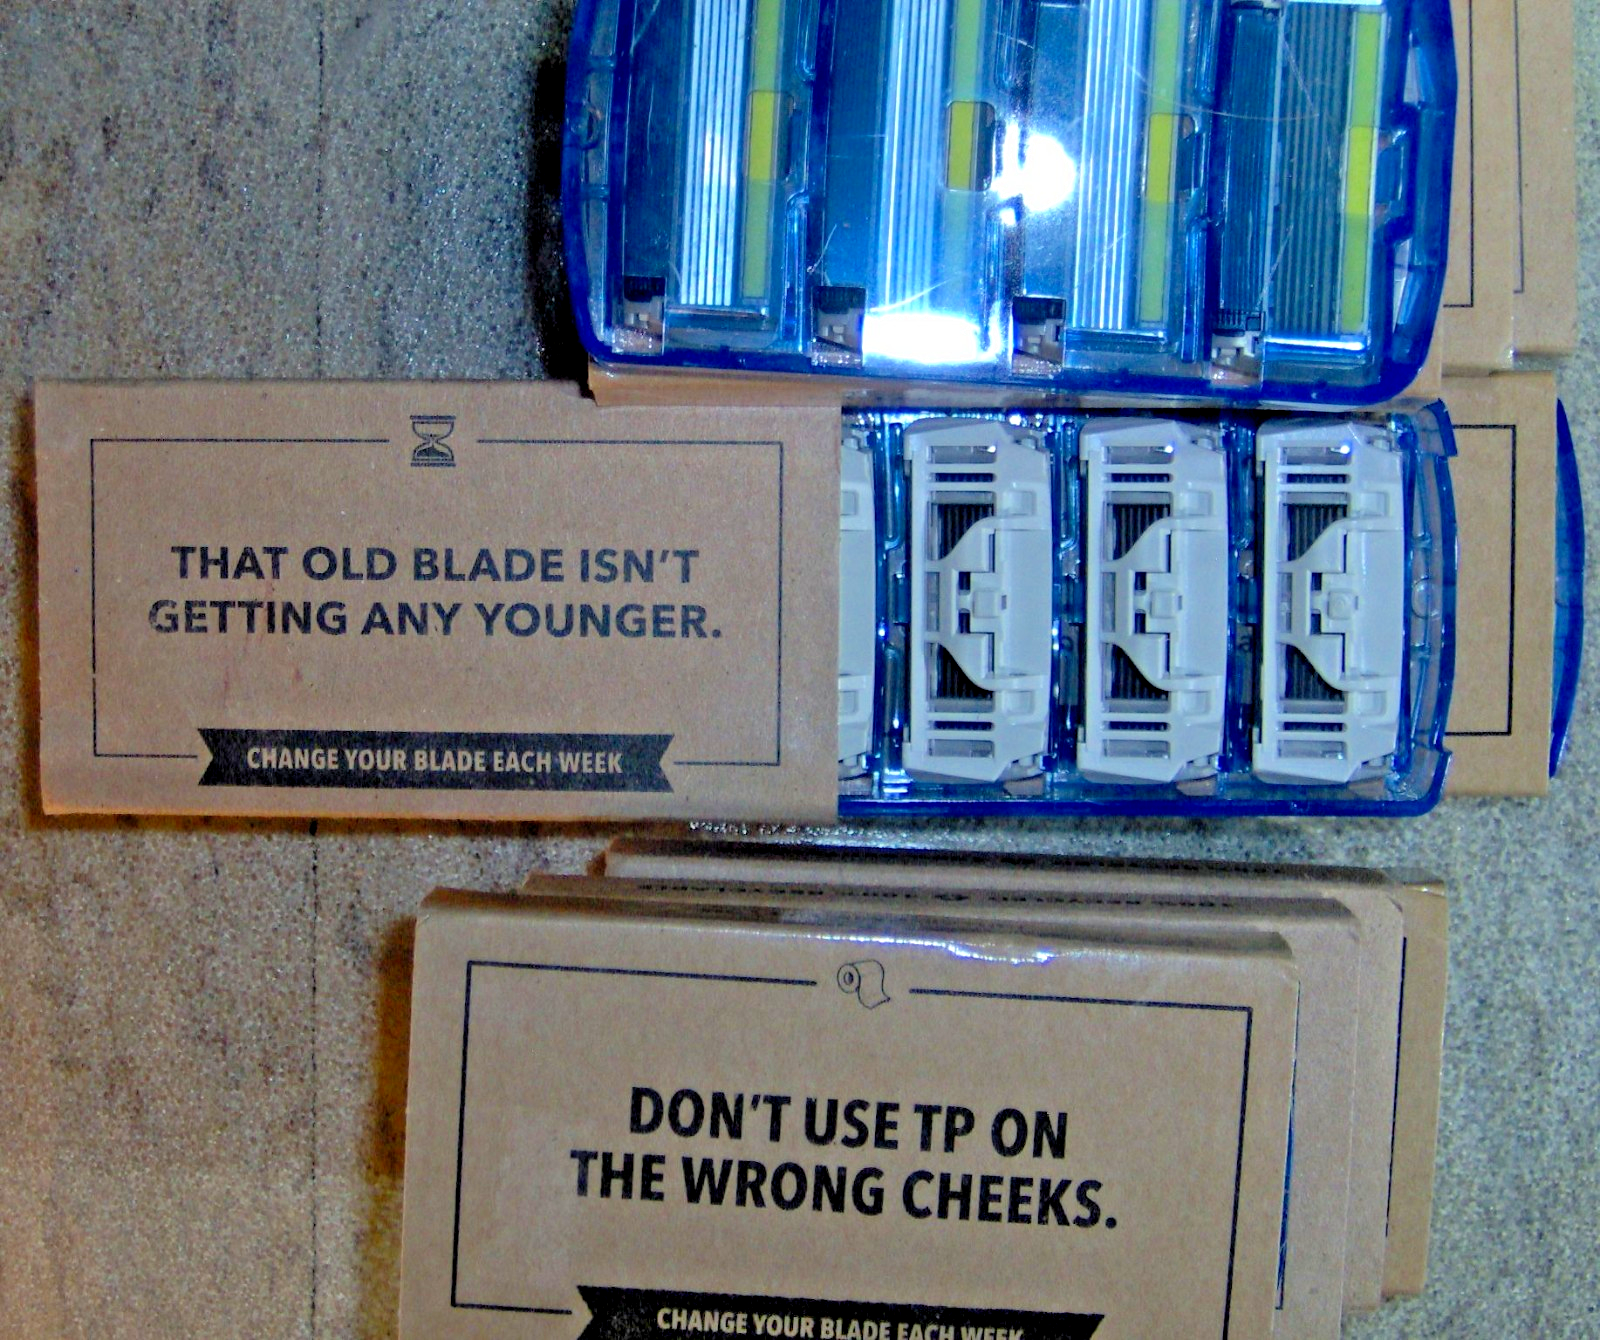 THAT OLD BLADE ISN'T
GETTING ANY YOUNGER.
CHANGE YOUR BLADE EACH WEEK
DON'T USE TP ON
THE WRONG CHEEKS.
CHANGE YOUR BLADE EACH WEEK